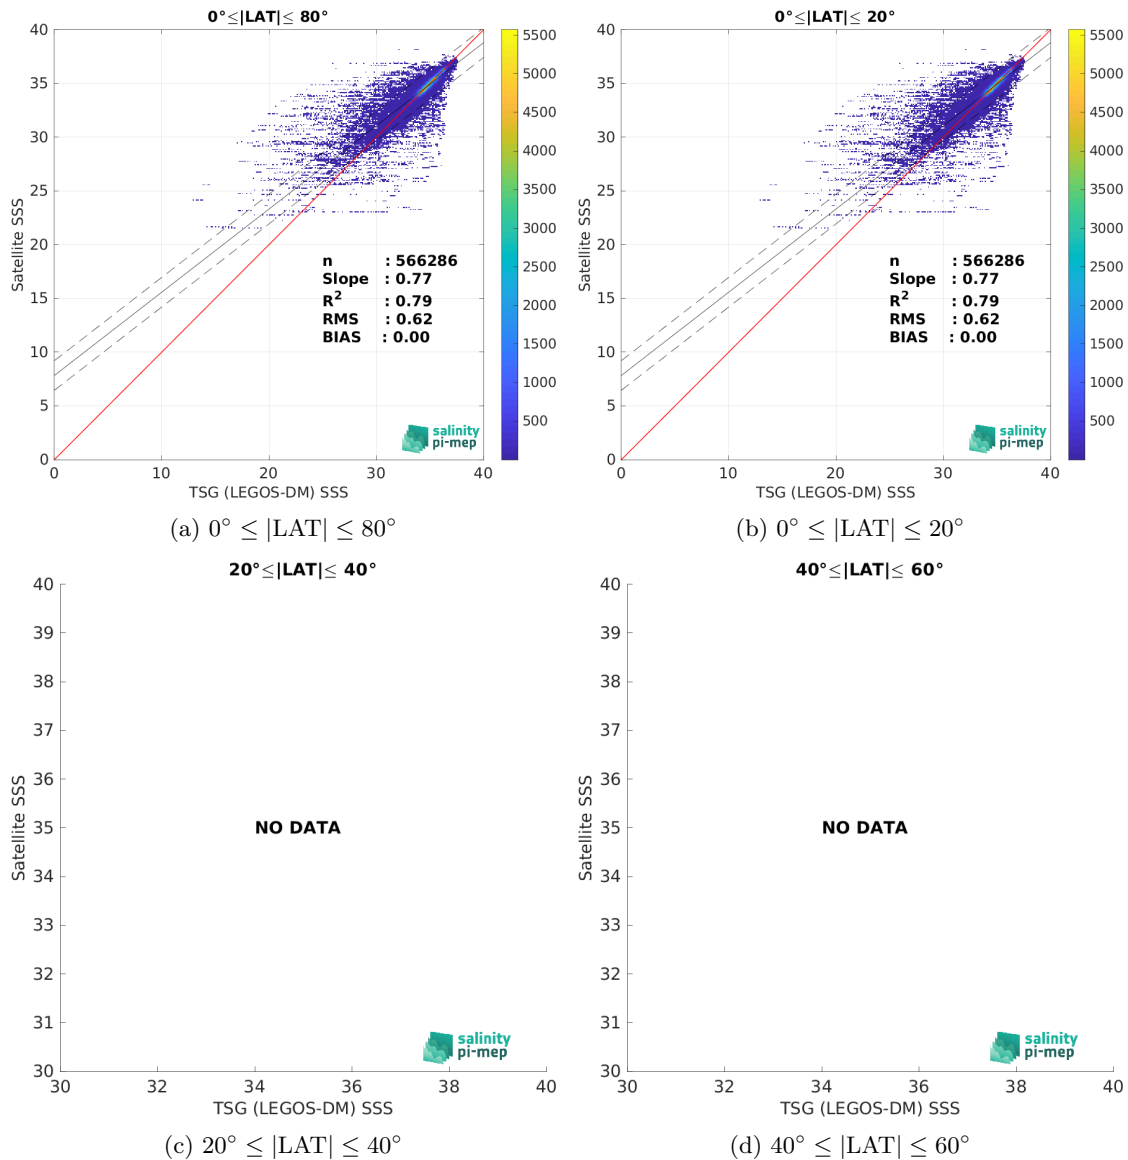 0°≤|LAT|≤ 80°
40
35
30
25
20
15
10
5
0
0
10
20
30
40
Satellite SSS
TSG (LEGOS-DM) SSS
n : 566286
Slope : 0.77
R² : 0.79
RMS : 0.62
BIAS : 0.00
salinity
pi-mep
5500
5000
4500
4000
3500
3000
2500
2000
1500
1000
500
(a) 0° ≤ |LAT| ≤ 80°
0°≤|LAT|≤ 20°
40
35
30
25
20
15
10
5
0
0
10
20
30
40
Satellite SSS
TSG (LEGOS-DM) SSS
n : 566286
Slope : 0.77
R² : 0.79
RMS : 0.62
BIAS : 0.00
salinity
pi-mep
5500
5000
4500
4000
3500
3000
2500
2000
1500
1000
500
(b) 0° ≤ |LAT| ≤ 20°
20°≤|LAT|≤ 40°
40
39
38
37
36
35
34
33
32
31
30
30
32
34
36
38
40
Satellite SSS
NO DATA
salinity
pi-mep
TSG (LEGOS-DM) SSS
(c) 20° ≤ |LAT| ≤ 40°
40°≤|LAT|≤ 60°
40
39
38
37
36
35
34
33
32
31
30
30
32
34
36
38
40
Satellite SSS
NO DATA
salinity
pi-mep
TSG (LEGOS-DM) SSS
(d) 40° ≤ |LAT| ≤ 60°